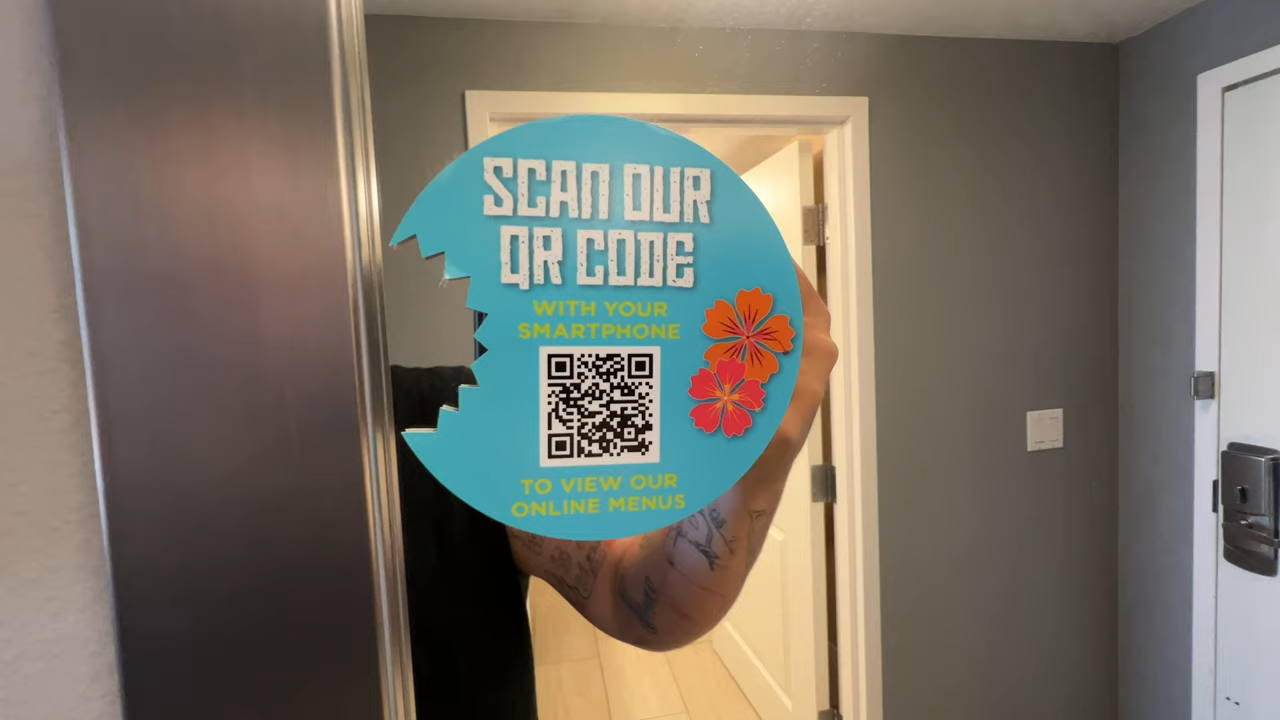 SCAN OUR
QR CODE
WITH YOUR
SMARTPHONE
TO VIEW OUR
ONLINE MENUS